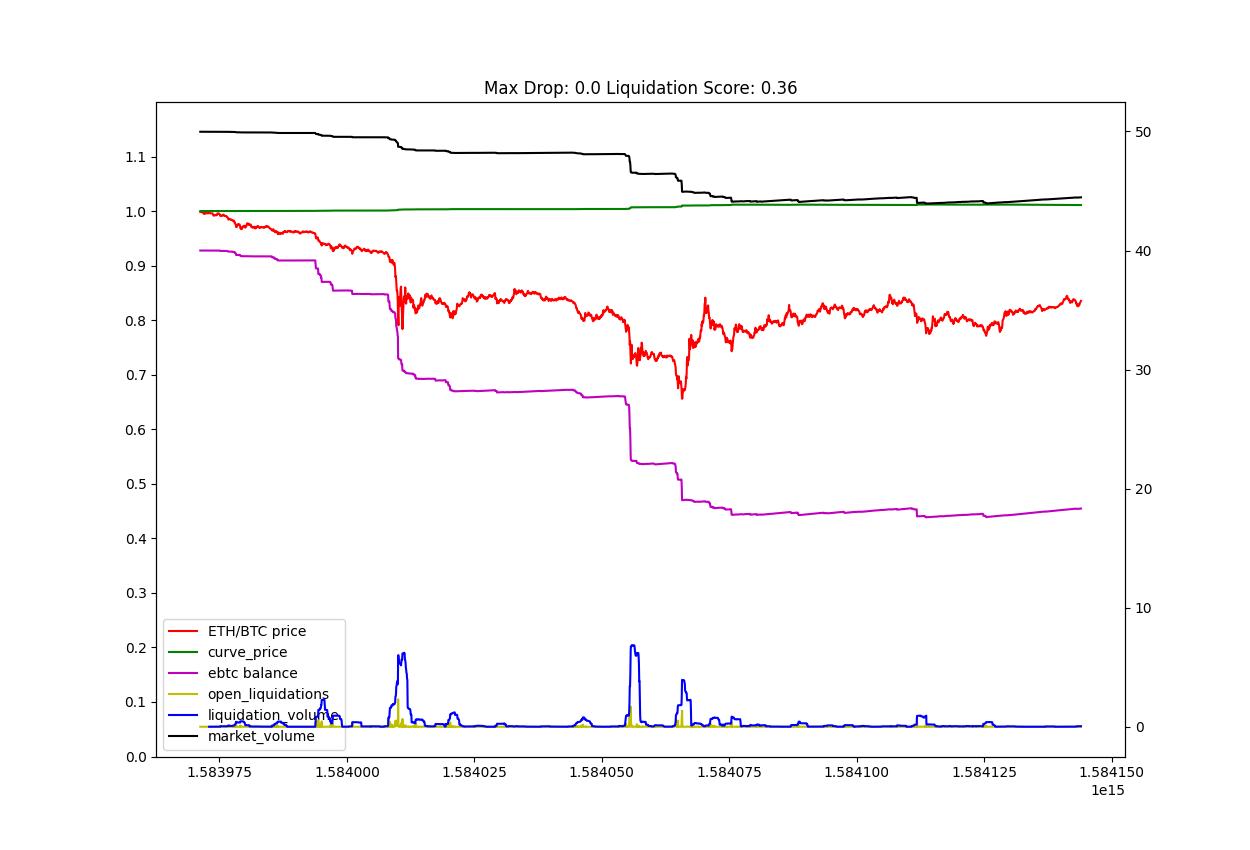 Max Drop: 0.0 Liquidation Score: 0.36
1.1
1.0
0.9
0.8
0.7
0.6
0.5
0.4
0.3
0.2
0.1
0.0
50
40
30
20
10
0
ETH/BTC price
curve_price
ebtc balance
open_liquidations
liquidation_volume
market_volume
1.583975 1.584000 1.584025 1.584050 1.584075 1.584100 1.584125 1.584150
1e15